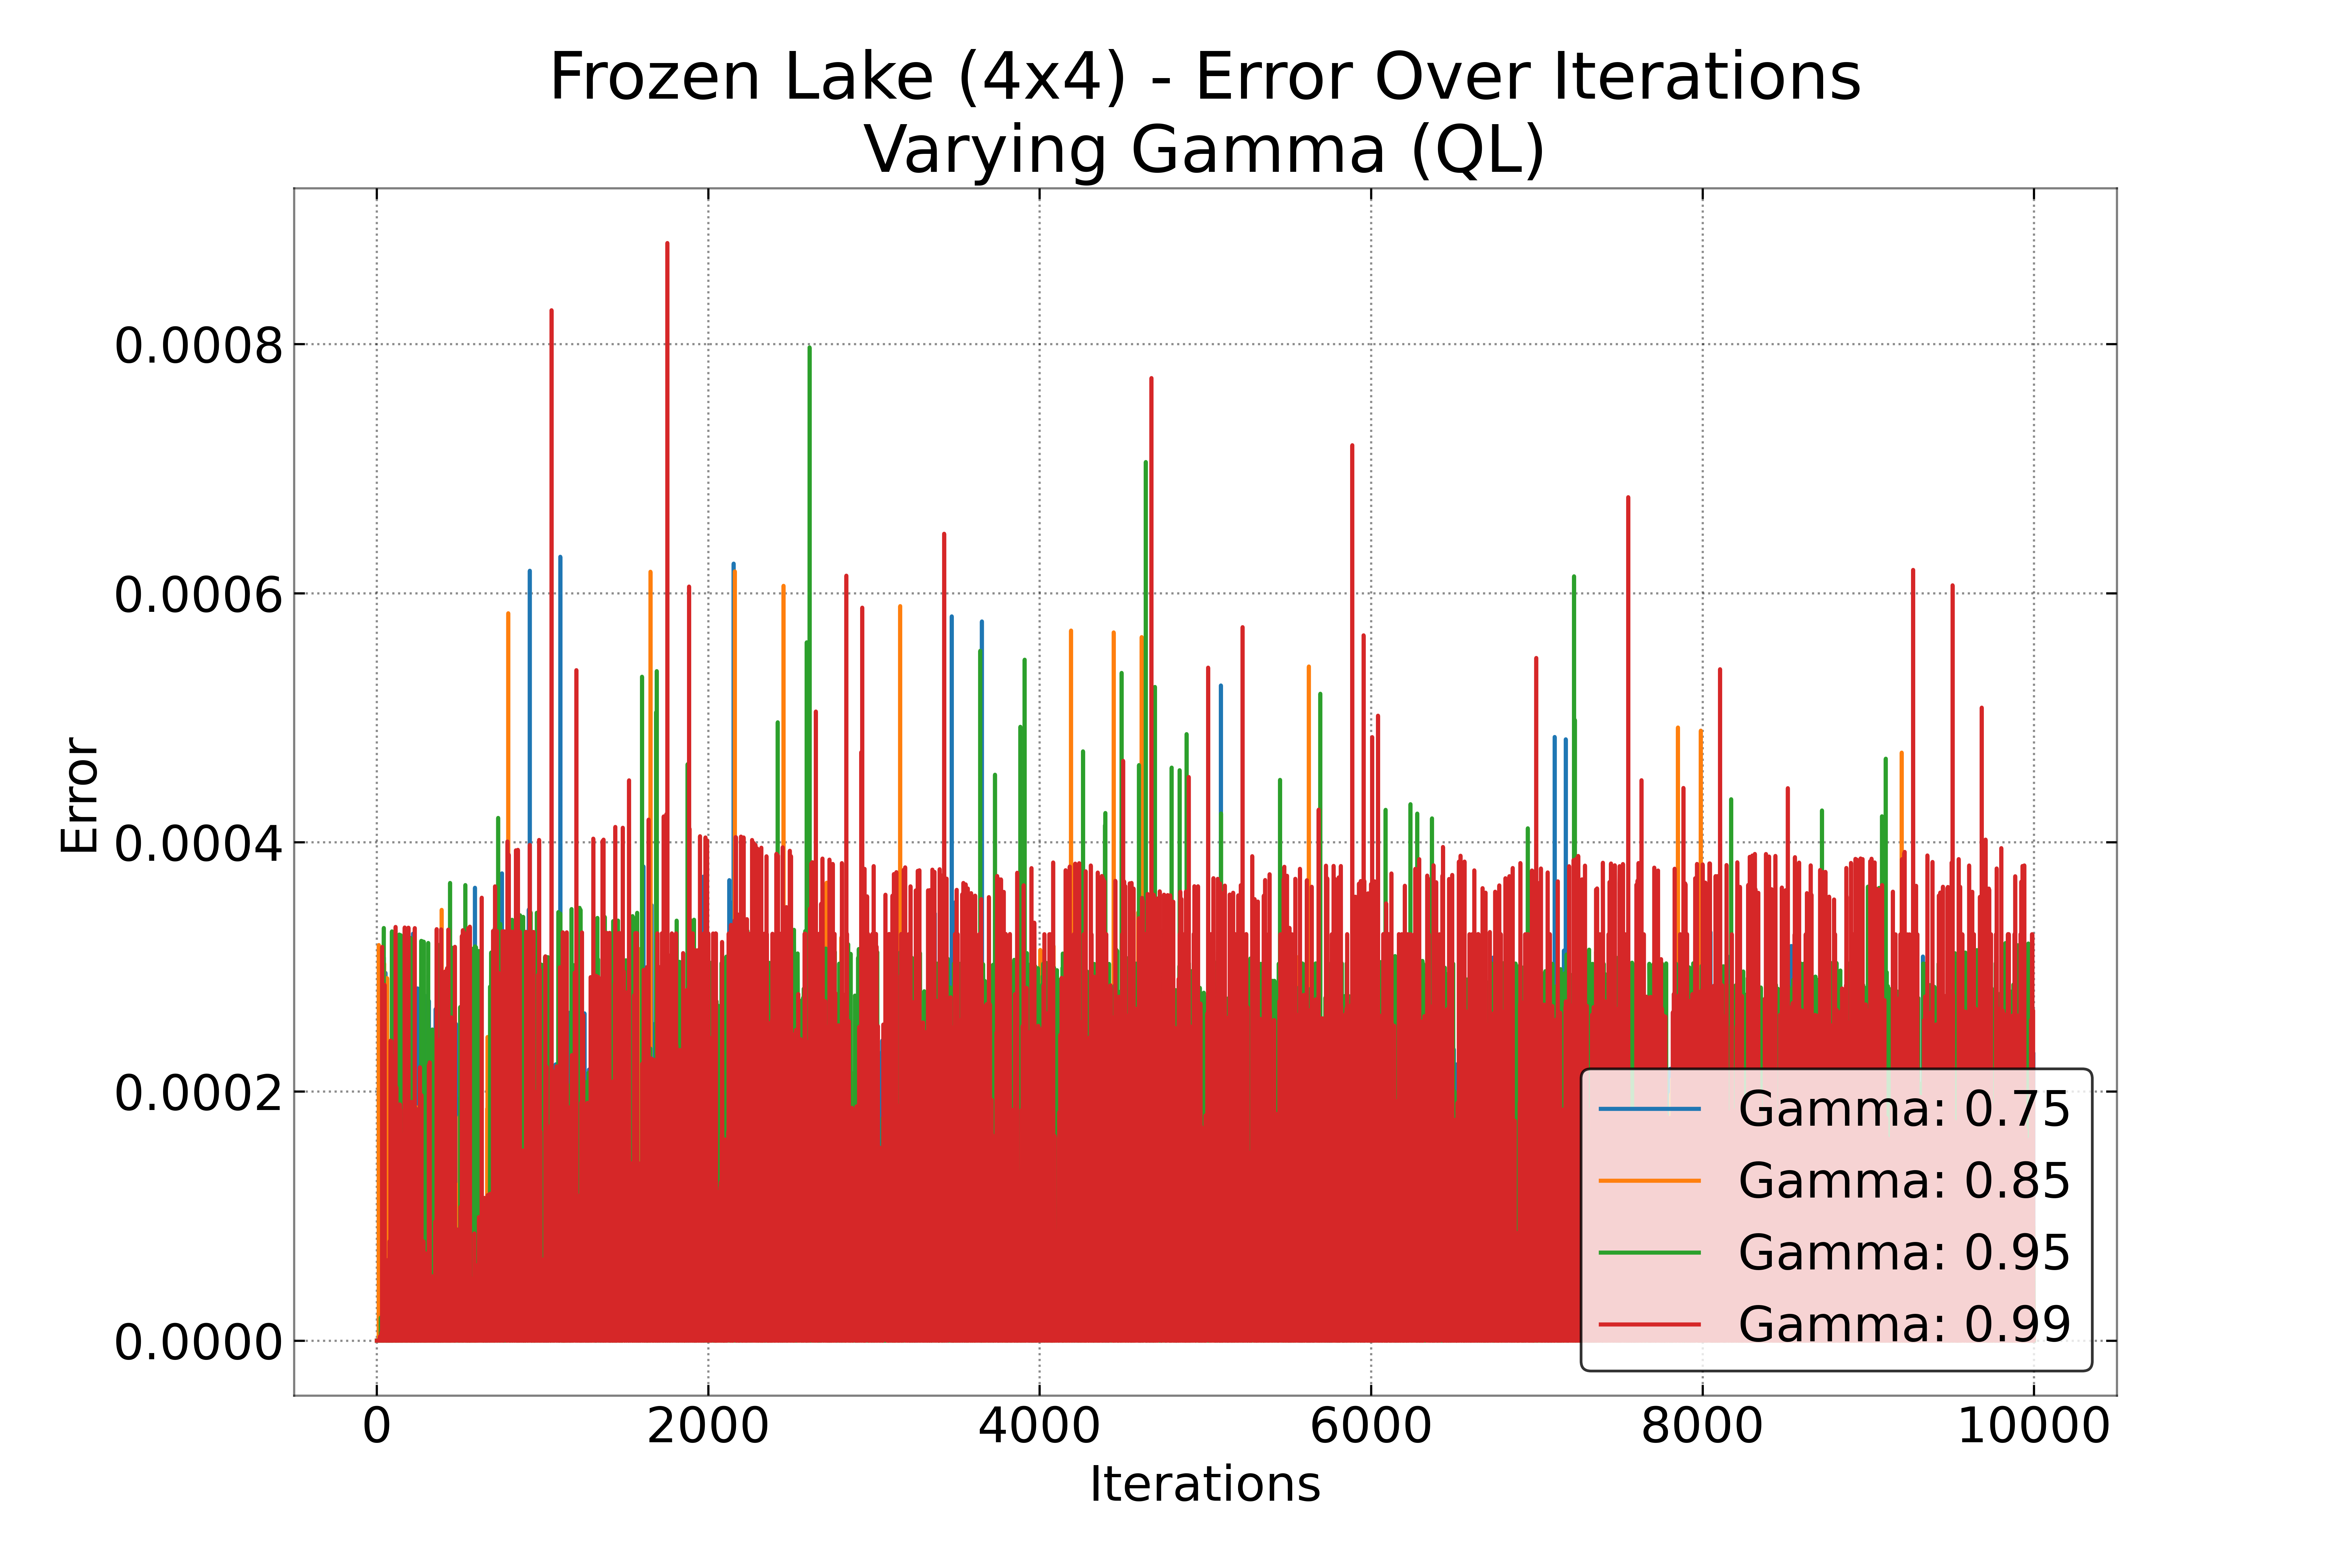 Frozen Lake (4x4) - Error Over Iterations
Varying Gamma (QL)
Error
0.0008
0.0006
0.0004
0.0002
0.0000
Gamma: 0.75
Gamma: 0.85
Gamma: 0.95
Gamma: 0.99
0 2000 4000 6000 8000 10000
Iterations